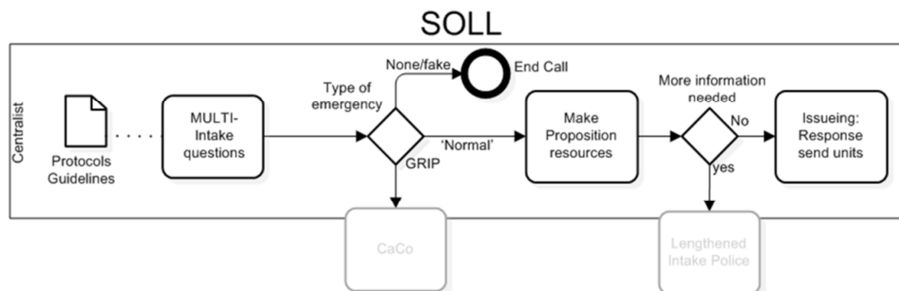 SOLL
Centralist
Protocols
Guidelines
MULTI-
Intake
questions
Type of
emergency
None/fake
End Call
'Normal'
GRIP
CaCo
Make
Proposition
resources
More information
needed
No
yes
Issueing:
Response
send units
Lengthened
Intake Police